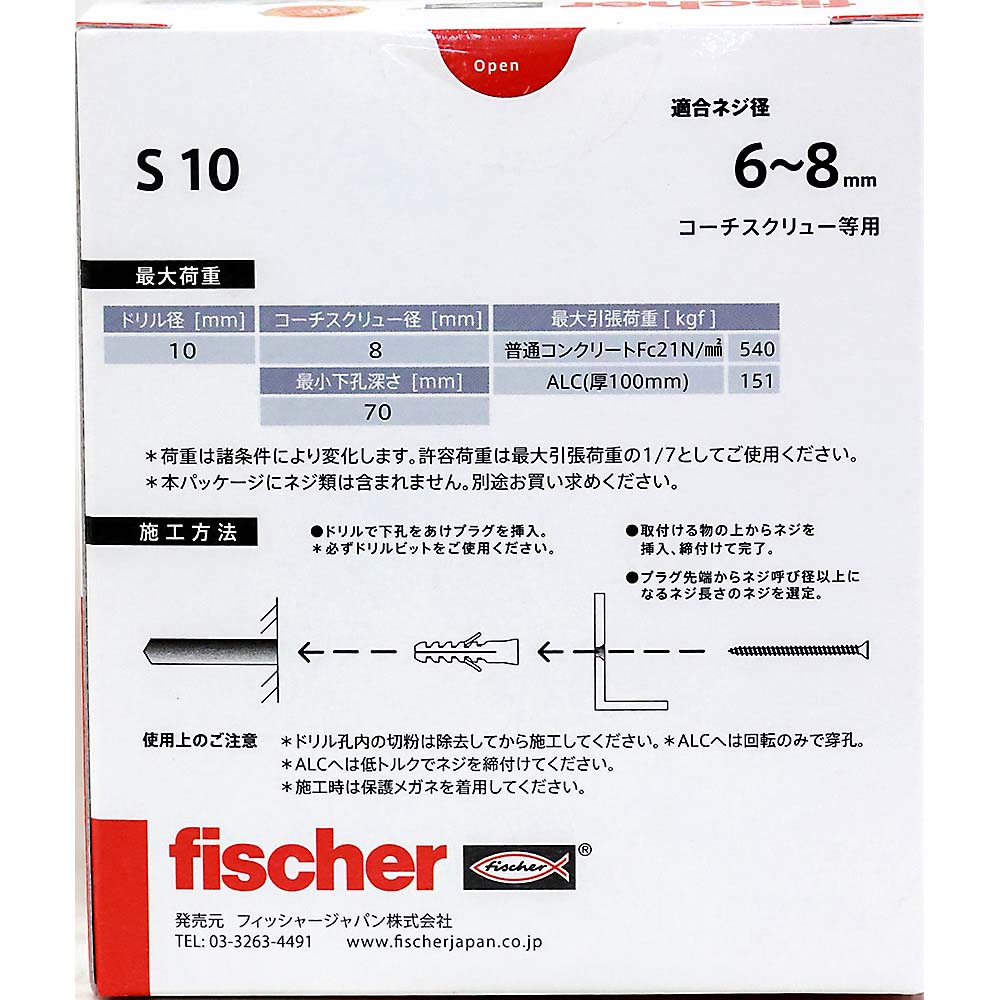 fischer
Open
S 10
適合ネジ径
6~8mm
コーチスクリュー等用
最大荷重
ドリル径 [mm] コーチスクリュー径 [mm] 最大引張荷重 [ kgf ]
10 8 普通コンクリートFc21N/㎟ 540
最小下孔深さ [mm] ALC(厚100mm) 151
70
*荷重は諸条件により変化します。許容荷重は最大引張荷重の1/7としてご使用ください。
*本パッケージにネジ類は含まれません。別途お買い求めください。
施工方法
●ドリルで下孔をあけプラグを挿入。
*必ずドリルビットをご使用ください。
●取付ける物の上からネジを
挿入、締付けて完了。
●プラグ先端からネジ呼び径以上に
なるネジ長さのネジを選定。
使用上のご注意 *ドリル孔内の切粉は除去してから施工してください。*ALCへは回転のみで穿孔。
*ALCへは低トルクでネジを締付けてください。
*施工時は保護メガネを着用してください。
fischer fischer ®
発売元 フィッシャージャパン株式会社
TEL: 03-3263-4491 www.fischerjapan.co.jp